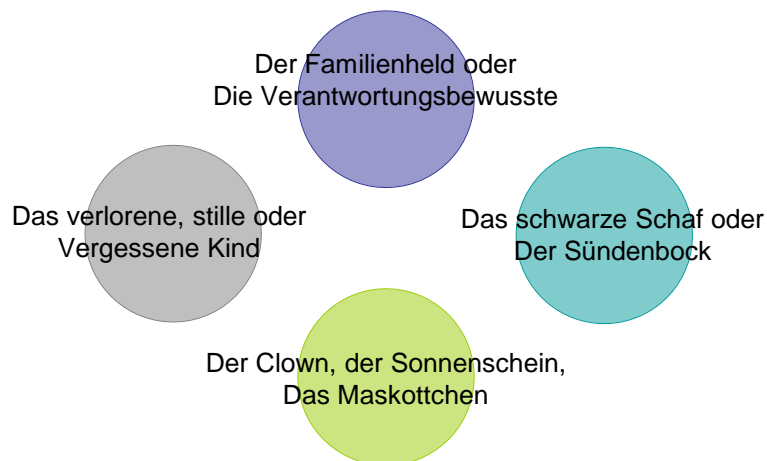 Der Familienheld oder
Die Verantwortungsbewusste
Das verlorene, stille oder
Vergessene Kind
Das schwarze Schaf oder
Der Sündenbock
Der Clown, der Sonnenschein,
Das Maskottchen